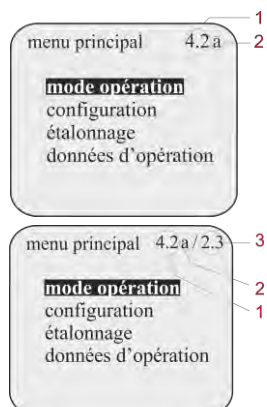 1
menu principal 4.2 a 2
mode opération
configuration
étalonnage
données d'opération
menu principal 4.2 a / 2.3 3
2
mode opération
1
configuration
étalonnage
données d'opération